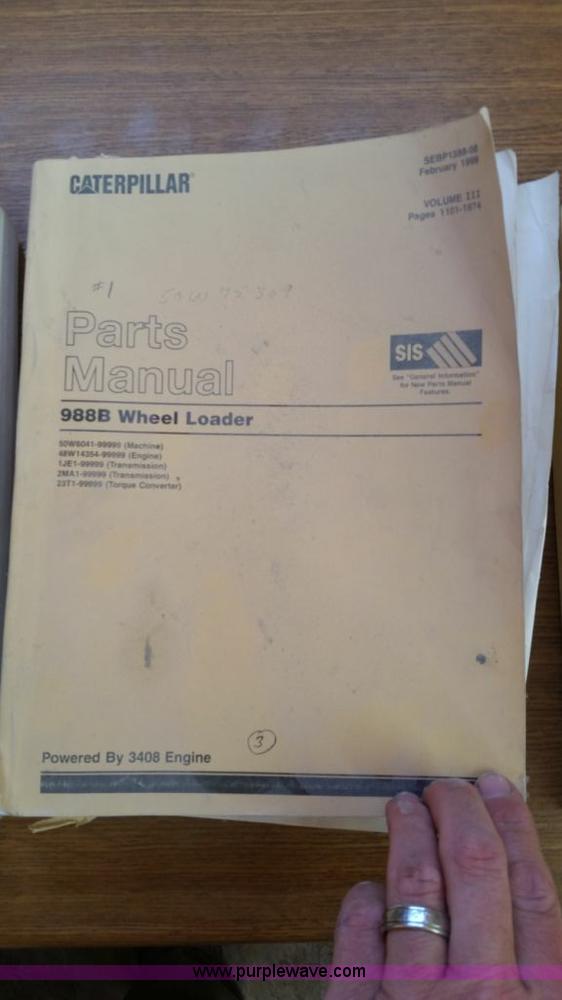 CATERPILLAR®
SEBP1388-08
February 1999
VOLUME III
Pages 1101-1674
#1
50W
Parts
Manual
SIS
See "General Information"
for New Parts Manual
Features.
988B Wheel Loader
50W6041-99999 (Machine)
48W14354-99999 (Engine)
1JE1-99999 (Transmission)
2MA1-99999 (Transmission)
23T1-99999 (Torque Converter)
3
Powered By 3408 Engine
www.purplewave.com